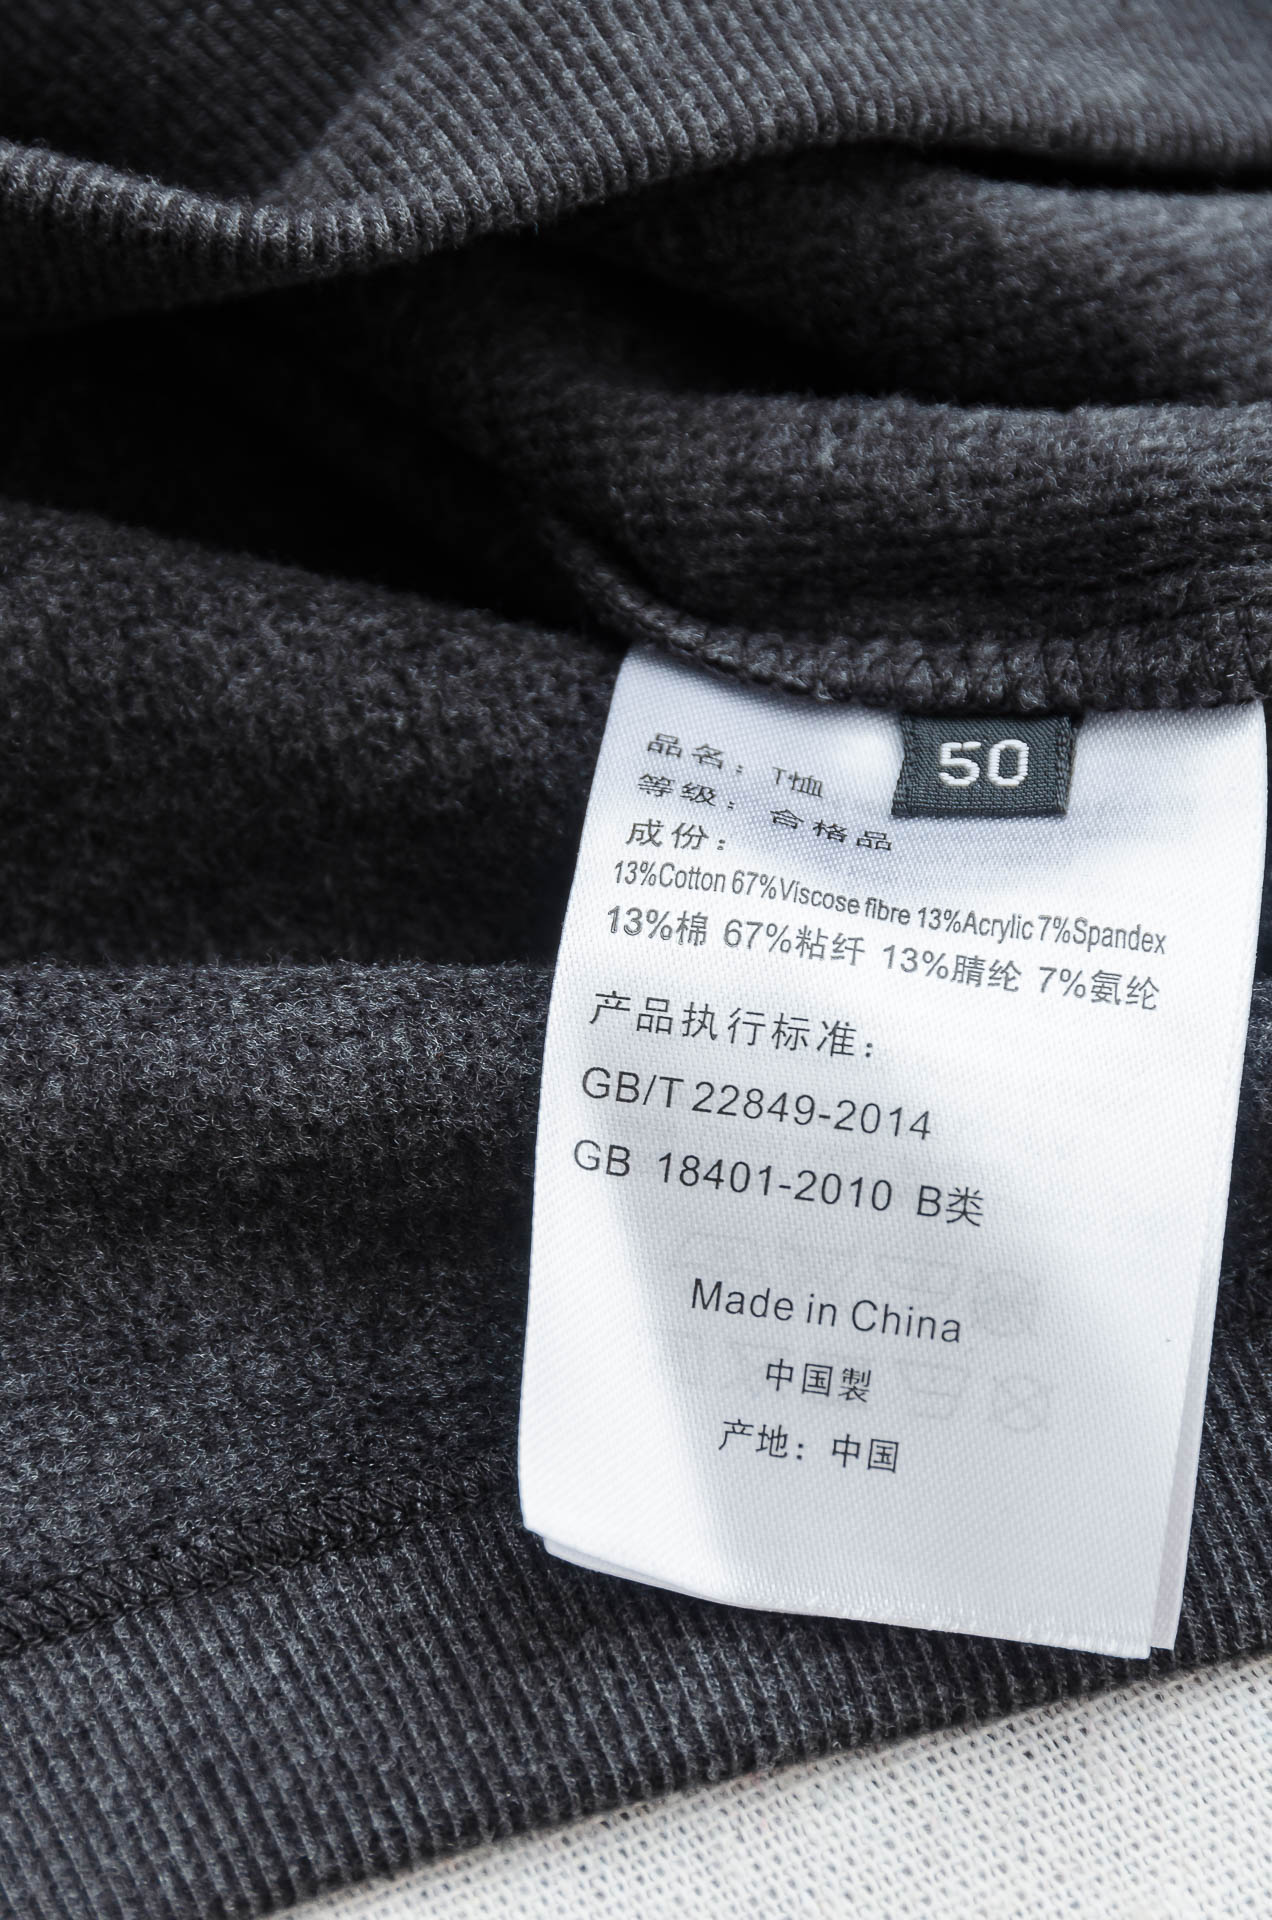 50
品名：T恤
等级：合格品
成份：
13%Cotton 67%Viscose fibre 13%Acrylic 7%Spandex
13%棉 67%粘纤 13%腈纶 7%氨纶
产品执行标准：
GB/T 22849-2014
GB 18401-2010 B类
Made in China
中国製
产地：中国